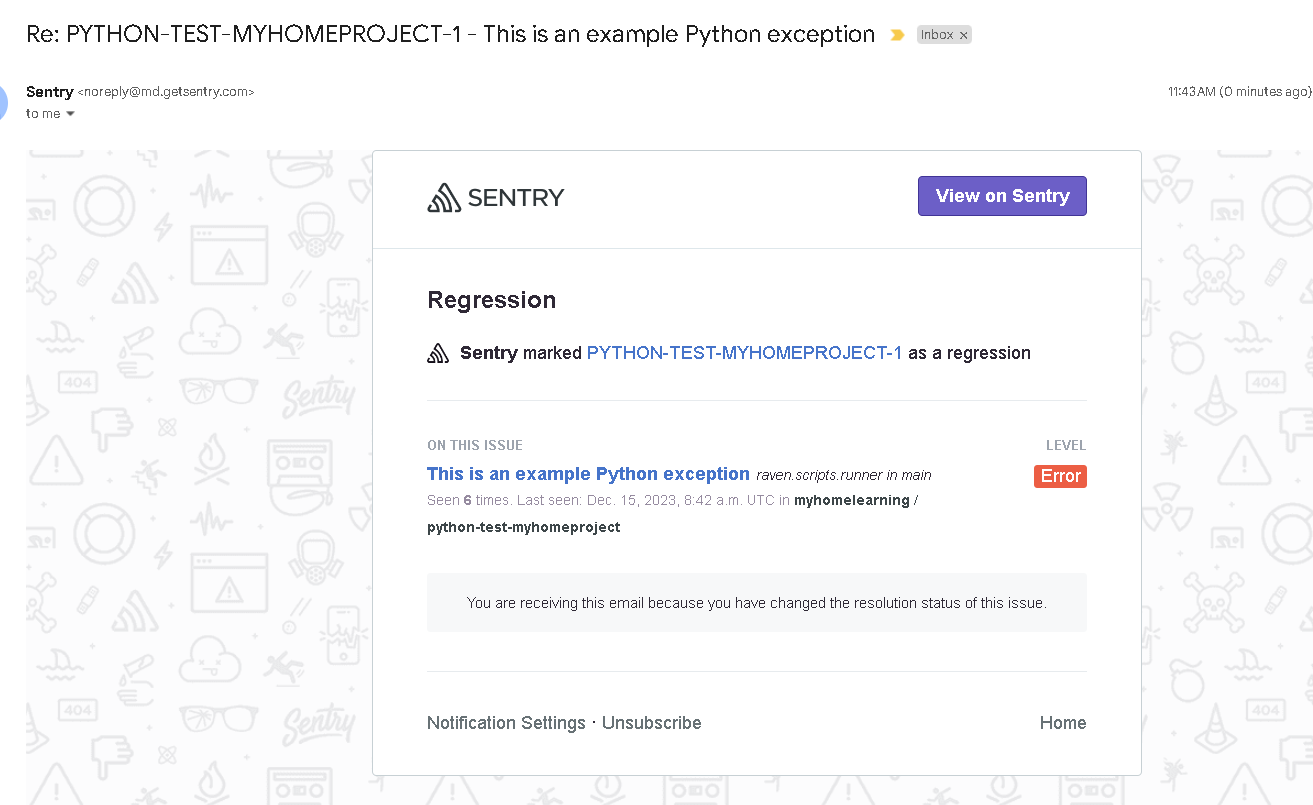 Re: PYTHON-TEST-MYHOMEPROJECT-1 - This is an example Python exception Inbox ×
Sentry <noreply@md.getsentry.com> 11:43 AM (0 minutes ago)
to me
SENTRY View on Sentry
Regression
Sentry marked PYTHON-TEST-MYHOMEPROJECT-1 as a regression
ON THIS ISSUE LEVEL
This is an example Python exception raven.scripts.runner in main Error
Seen 6 times. Last seen: Dec. 15, 2023, 8:42 a.m. UTC in myhomelearning /
python-test-myhomeproject
You are receiving this email because you have changed the resolution status of this issue.
Notification Settings · Unsubscribe Home
404
Sentry
404
404
Sentry
404